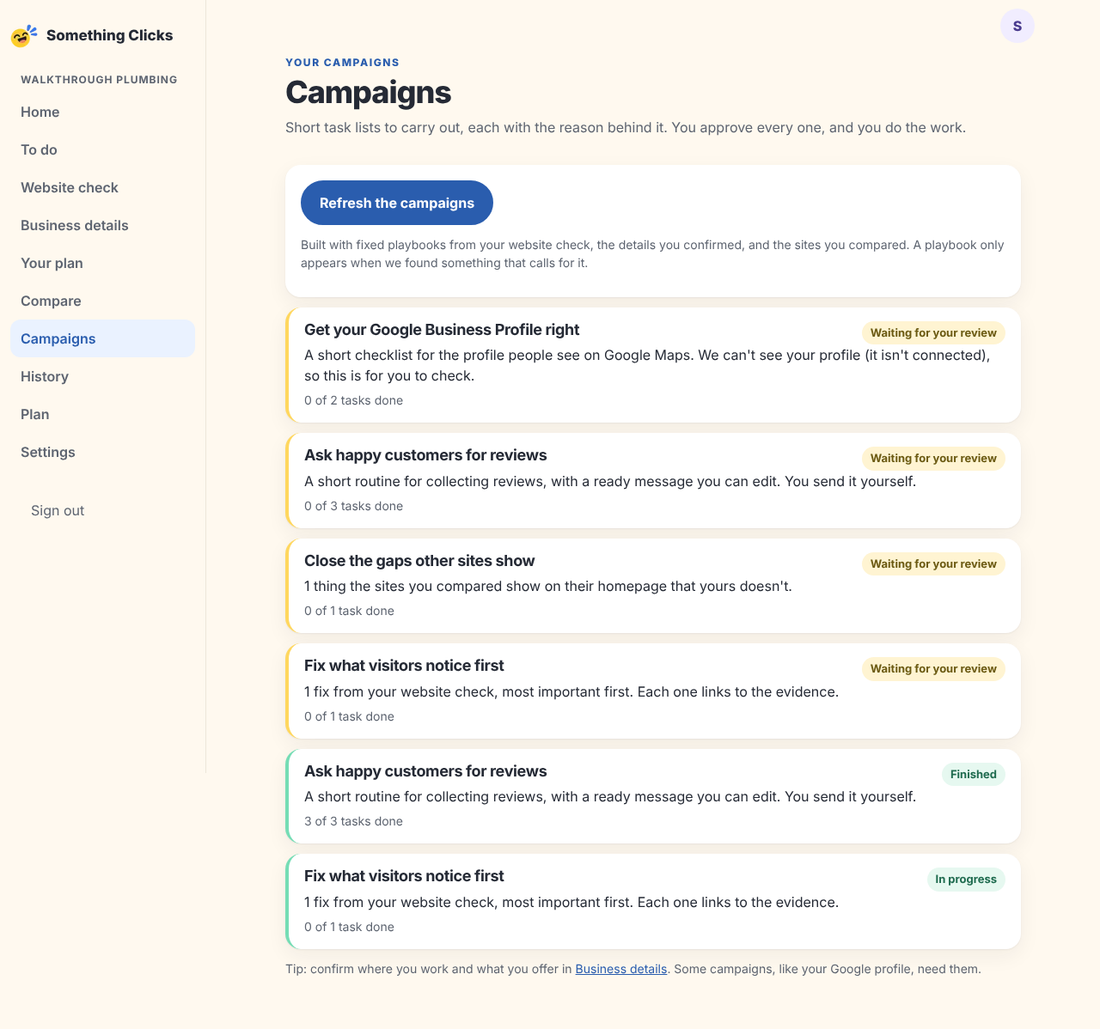 Something Clicks
S
WALKTHROUGH PLUMBING
Home
To do
Website check
Business details
Your plan
Compare
Campaigns
History
Plan
Settings
Sign out
YOUR CAMPAIGNS
Campaigns
Short task lists to carry out, each with the reason behind it. You approve every one, and you do the work.
Refresh the campaigns
Built with fixed playbooks from your website check, the details you confirmed, and the sites you compared. A playbook only
appears when we found something that calls for it.
Get your Google Business Profile right
Waiting for your review
A short checklist for the profile people see on Google Maps. We can't see your profile (it isn't connected),
so this is for you to check.
0 of 2 tasks done
Ask happy customers for reviews
Waiting for your review
A short routine for collecting reviews, with a ready message you can edit. You send it yourself.
0 of 3 tasks done
Close the gaps other sites show
Waiting for your review
1 thing the sites you compared show on their homepage that yours doesn't.
0 of 1 task done
Fix what visitors notice first
Waiting for your review
1 fix from your website check, most important first. Each one links to the evidence.
0 of 1 task done
Ask happy customers for reviews
Finished
A short routine for collecting reviews, with a ready message you can edit. You send it yourself.
3 of 3 tasks done
Fix what visitors notice first
In progress
1 fix from your website check, most important first. Each one links to the evidence.
0 of 1 task done
Tip: confirm where you work and what you offer in Business details. Some campaigns, like your Google profile, need them.